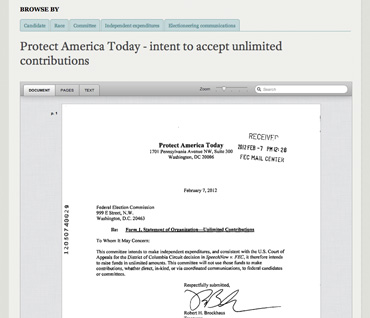 BROWSE BY
Candidate Race Committee Independent expenditures Electioneering communications
Protect America Today - intent to accept unlimited
contributions
DOCUMENT PAGES TEXT Zoom Search
p. 1
RECEIVED
2012 FEB -7 PM 12:28
FEC MAIL CENTER
Protect America Today
1701 Pennsylvania Avenue NW, Suite 300
Washington, DC 20006
February 7, 2012
12030740029
Federal Election Commission
999 E Street, N.W.
Washington, D.C. 20463
Re: Form 1, Statement of Organization—Unlimited Contributions
To Whom It May Concern:
This committee intends to make independent expenditures, and consistent with the U.S. Court of
Appeals for the District of Columbia Circuit decision in SpeechNow v. FEC, it therefore intends
to raise funds in unlimited amounts. This committee will not use those funds to make
contributions, whether direct, in-kind, or via coordinated communications, to federal candidates
or committees.
Respectfully submitted,
Robert H. Brockhaus